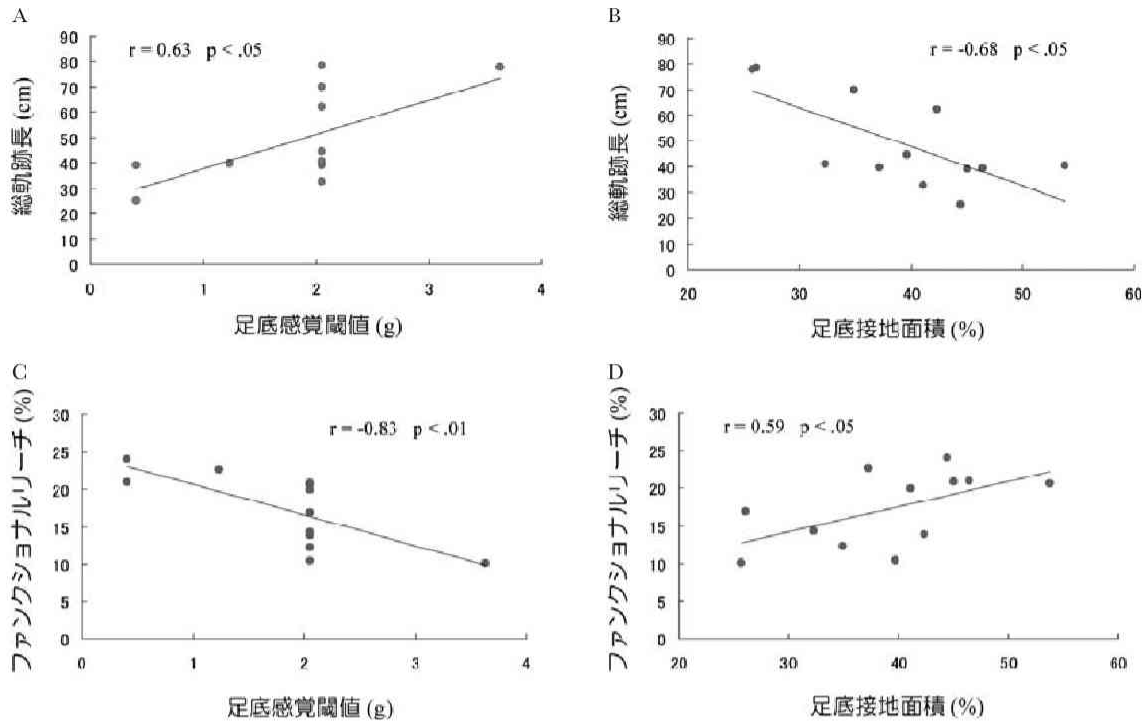 A
r = 0.63 p < .05
総軌跡長 (cm)
90
80
70
60
50
40
30
20
10
0
0 1 2 3 4
足底感覚閾値 (g)
B
r = -0.68 p < .05
総軌跡長 (cm)
90
80
70
60
50
40
30
20
10
0
20 30 40 50 60
足底接地面積 (%)
C
r = -0.83 p < .01
ファンクショナルリーチ (%)
30
25
20
15
10
5
0
0 1 2 3 4
足底感覚閾値 (g)
D
r = 0.59 p < .05
ファンクショナルリーチ (%)
30
25
20
15
10
5
0
20 30 40 50 60
足底接地面積 (%)